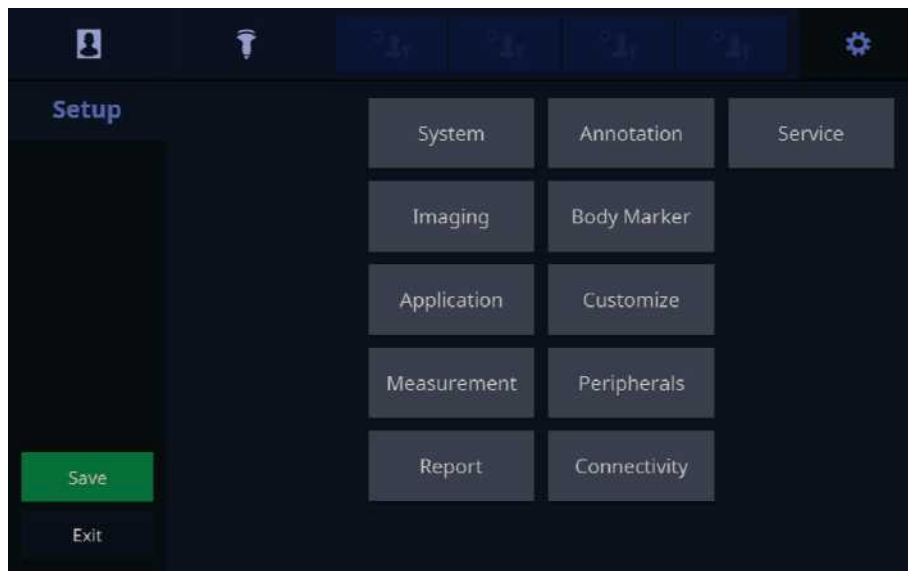 Setup
System
Annotation
Service
Imaging
Body Marker
Application
Customize
Measurement
Peripherals
Report
Connectivity
Save
Exit